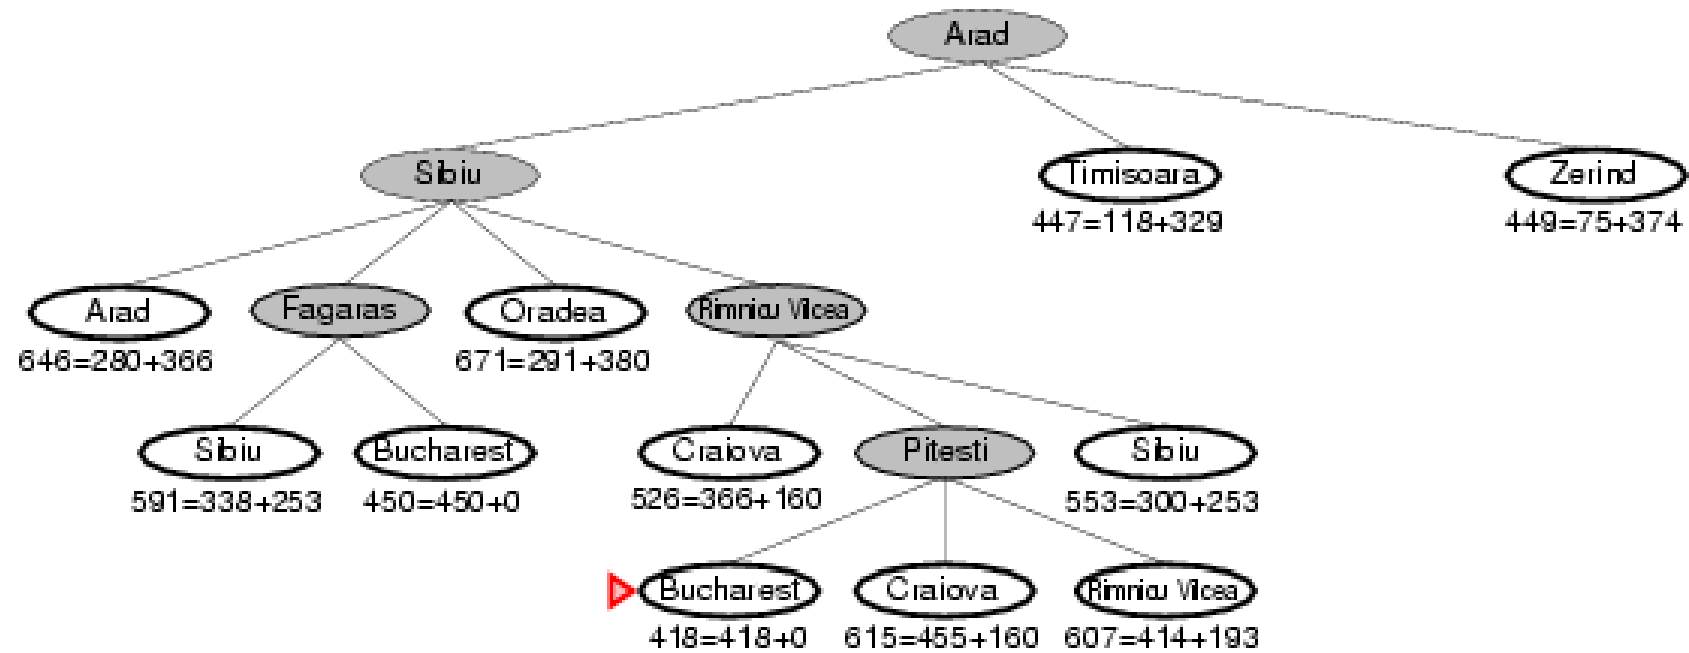 Arad
Sibiu Timisoara Zerind
447=118+329 449=75+374
Arad Fagaras Oradea Rimnicu Vilcea
646=280+366 671=291+380
Sibiu Bucharest Craiova Pitesti Sibiu
591=338+253 450=450+0 526=366+160 553=300+253
Bucharest Craiova Rimnicu Vilcea
418=418+0 615=455+160 607=414+193